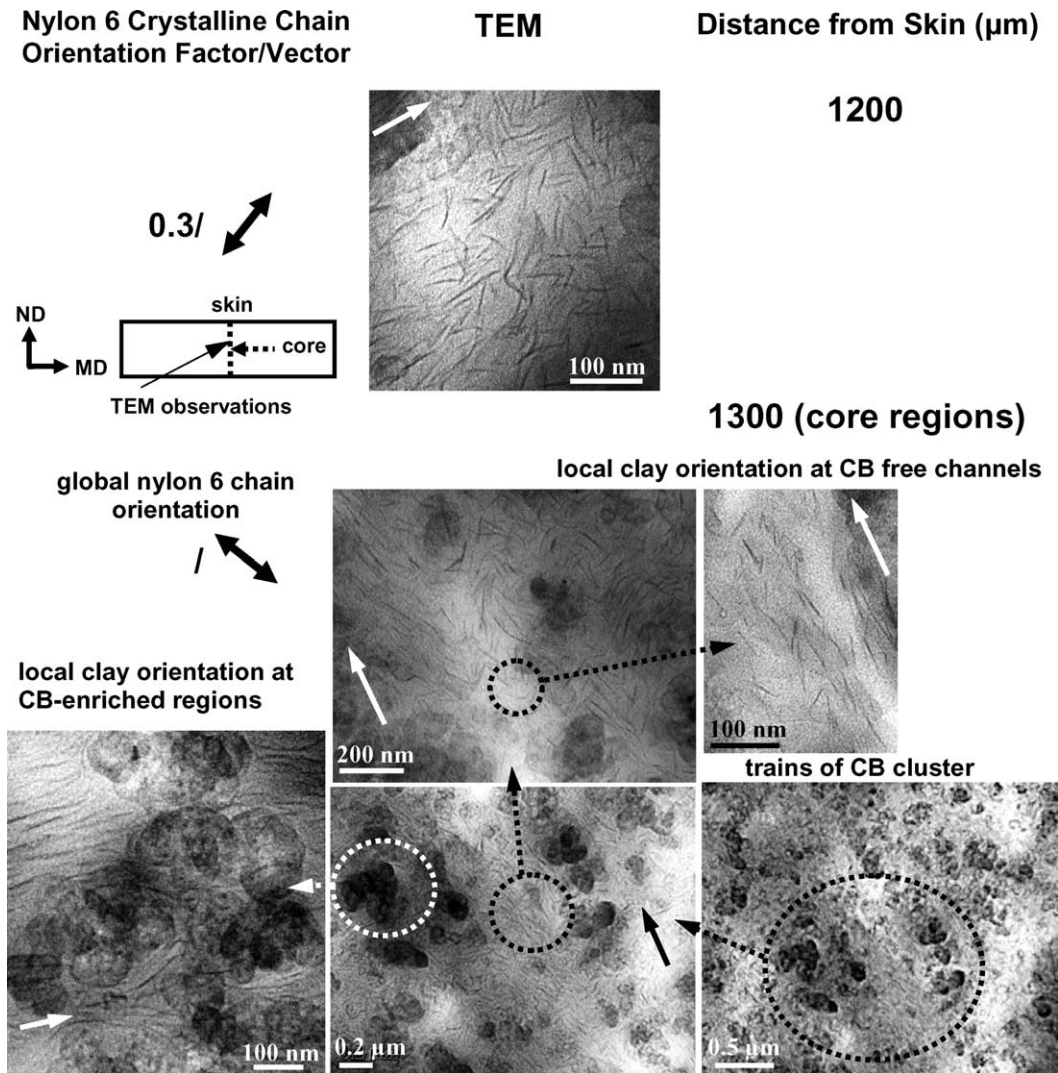 Nylon 6 Crystalline Chain
Orientation Factor/Vector
TEM
Distance from Skin (µm)
1200
0.3/
100 nm
ND
MD
skin
core
TEM observations
1300 (core regions)
local clay orientation at CB free channels
global nylon 6 chain
orientation
/
200 nm
100 nm
local clay orientation at
CB-enriched regions
trains of CB cluster
100 nm
0.2 µm
0.5 µm